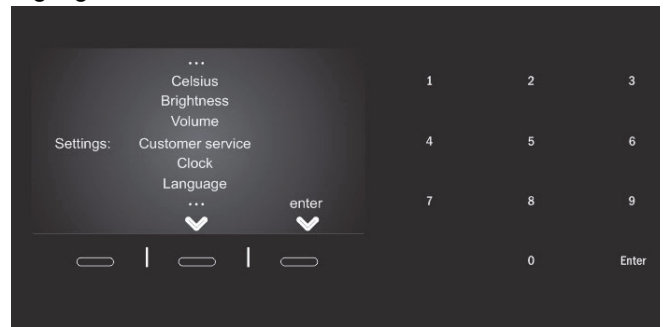 ...
Celsius
Brightness
Volume
Settings: Customer service
Clock
Language
...
enter
1 2 3
4 5 6
7 8 9
0 Enter